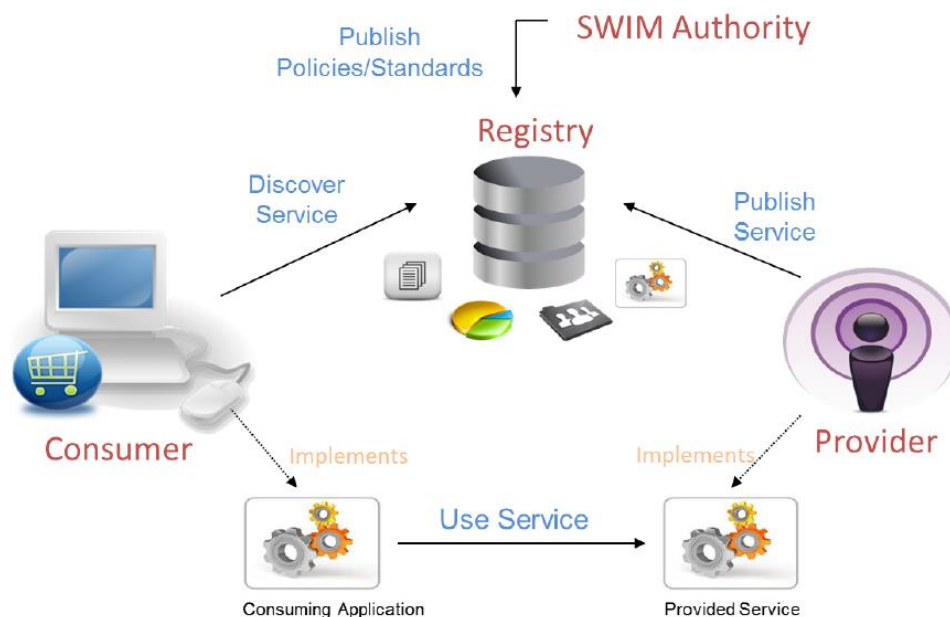 SWIM Authority
Publish
Policies/Standards
Registry
Discover
Service
Publish
Service
Consumer
Provider
Implements
Implements
Use Service
Consuming Application
Provided Service